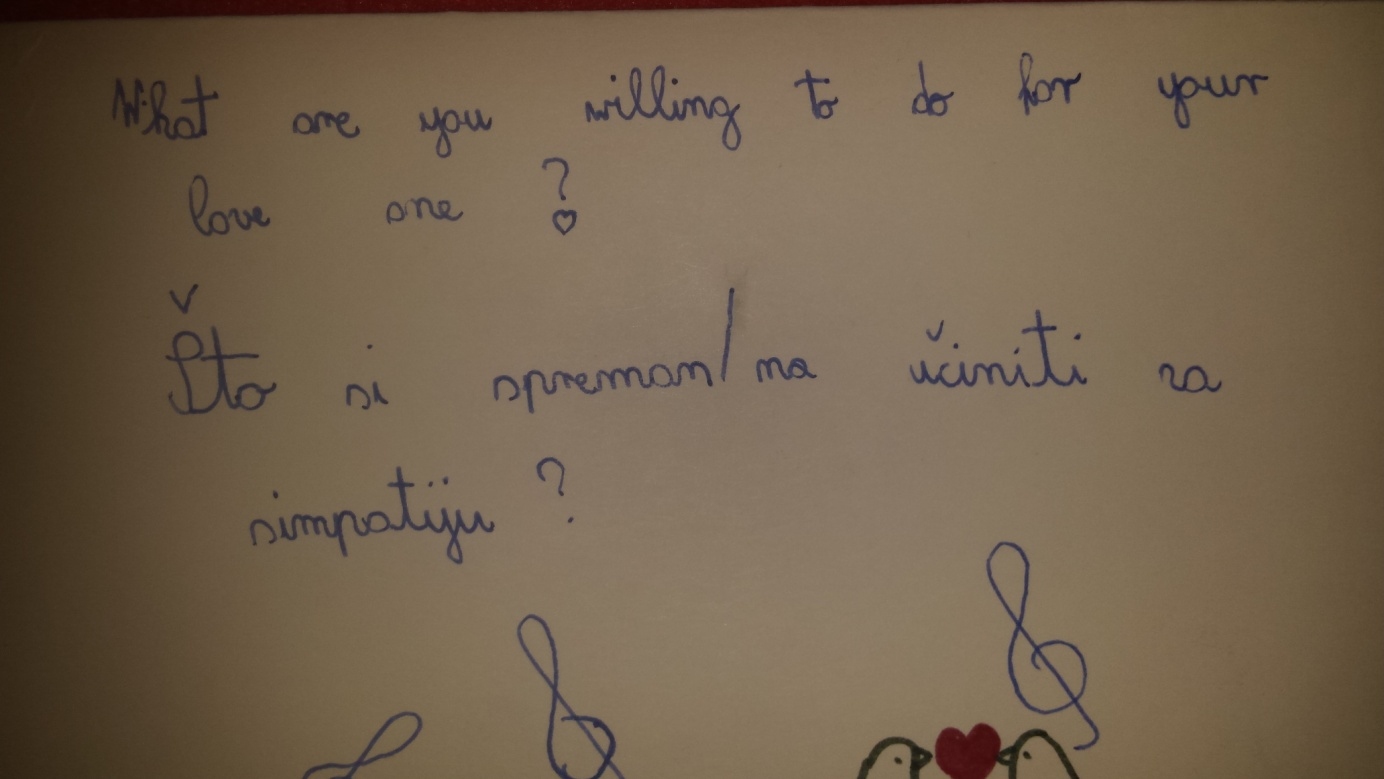 What are you willing to do for your
love one ?
Što si spreman/na učiniti za
simpatiju ?